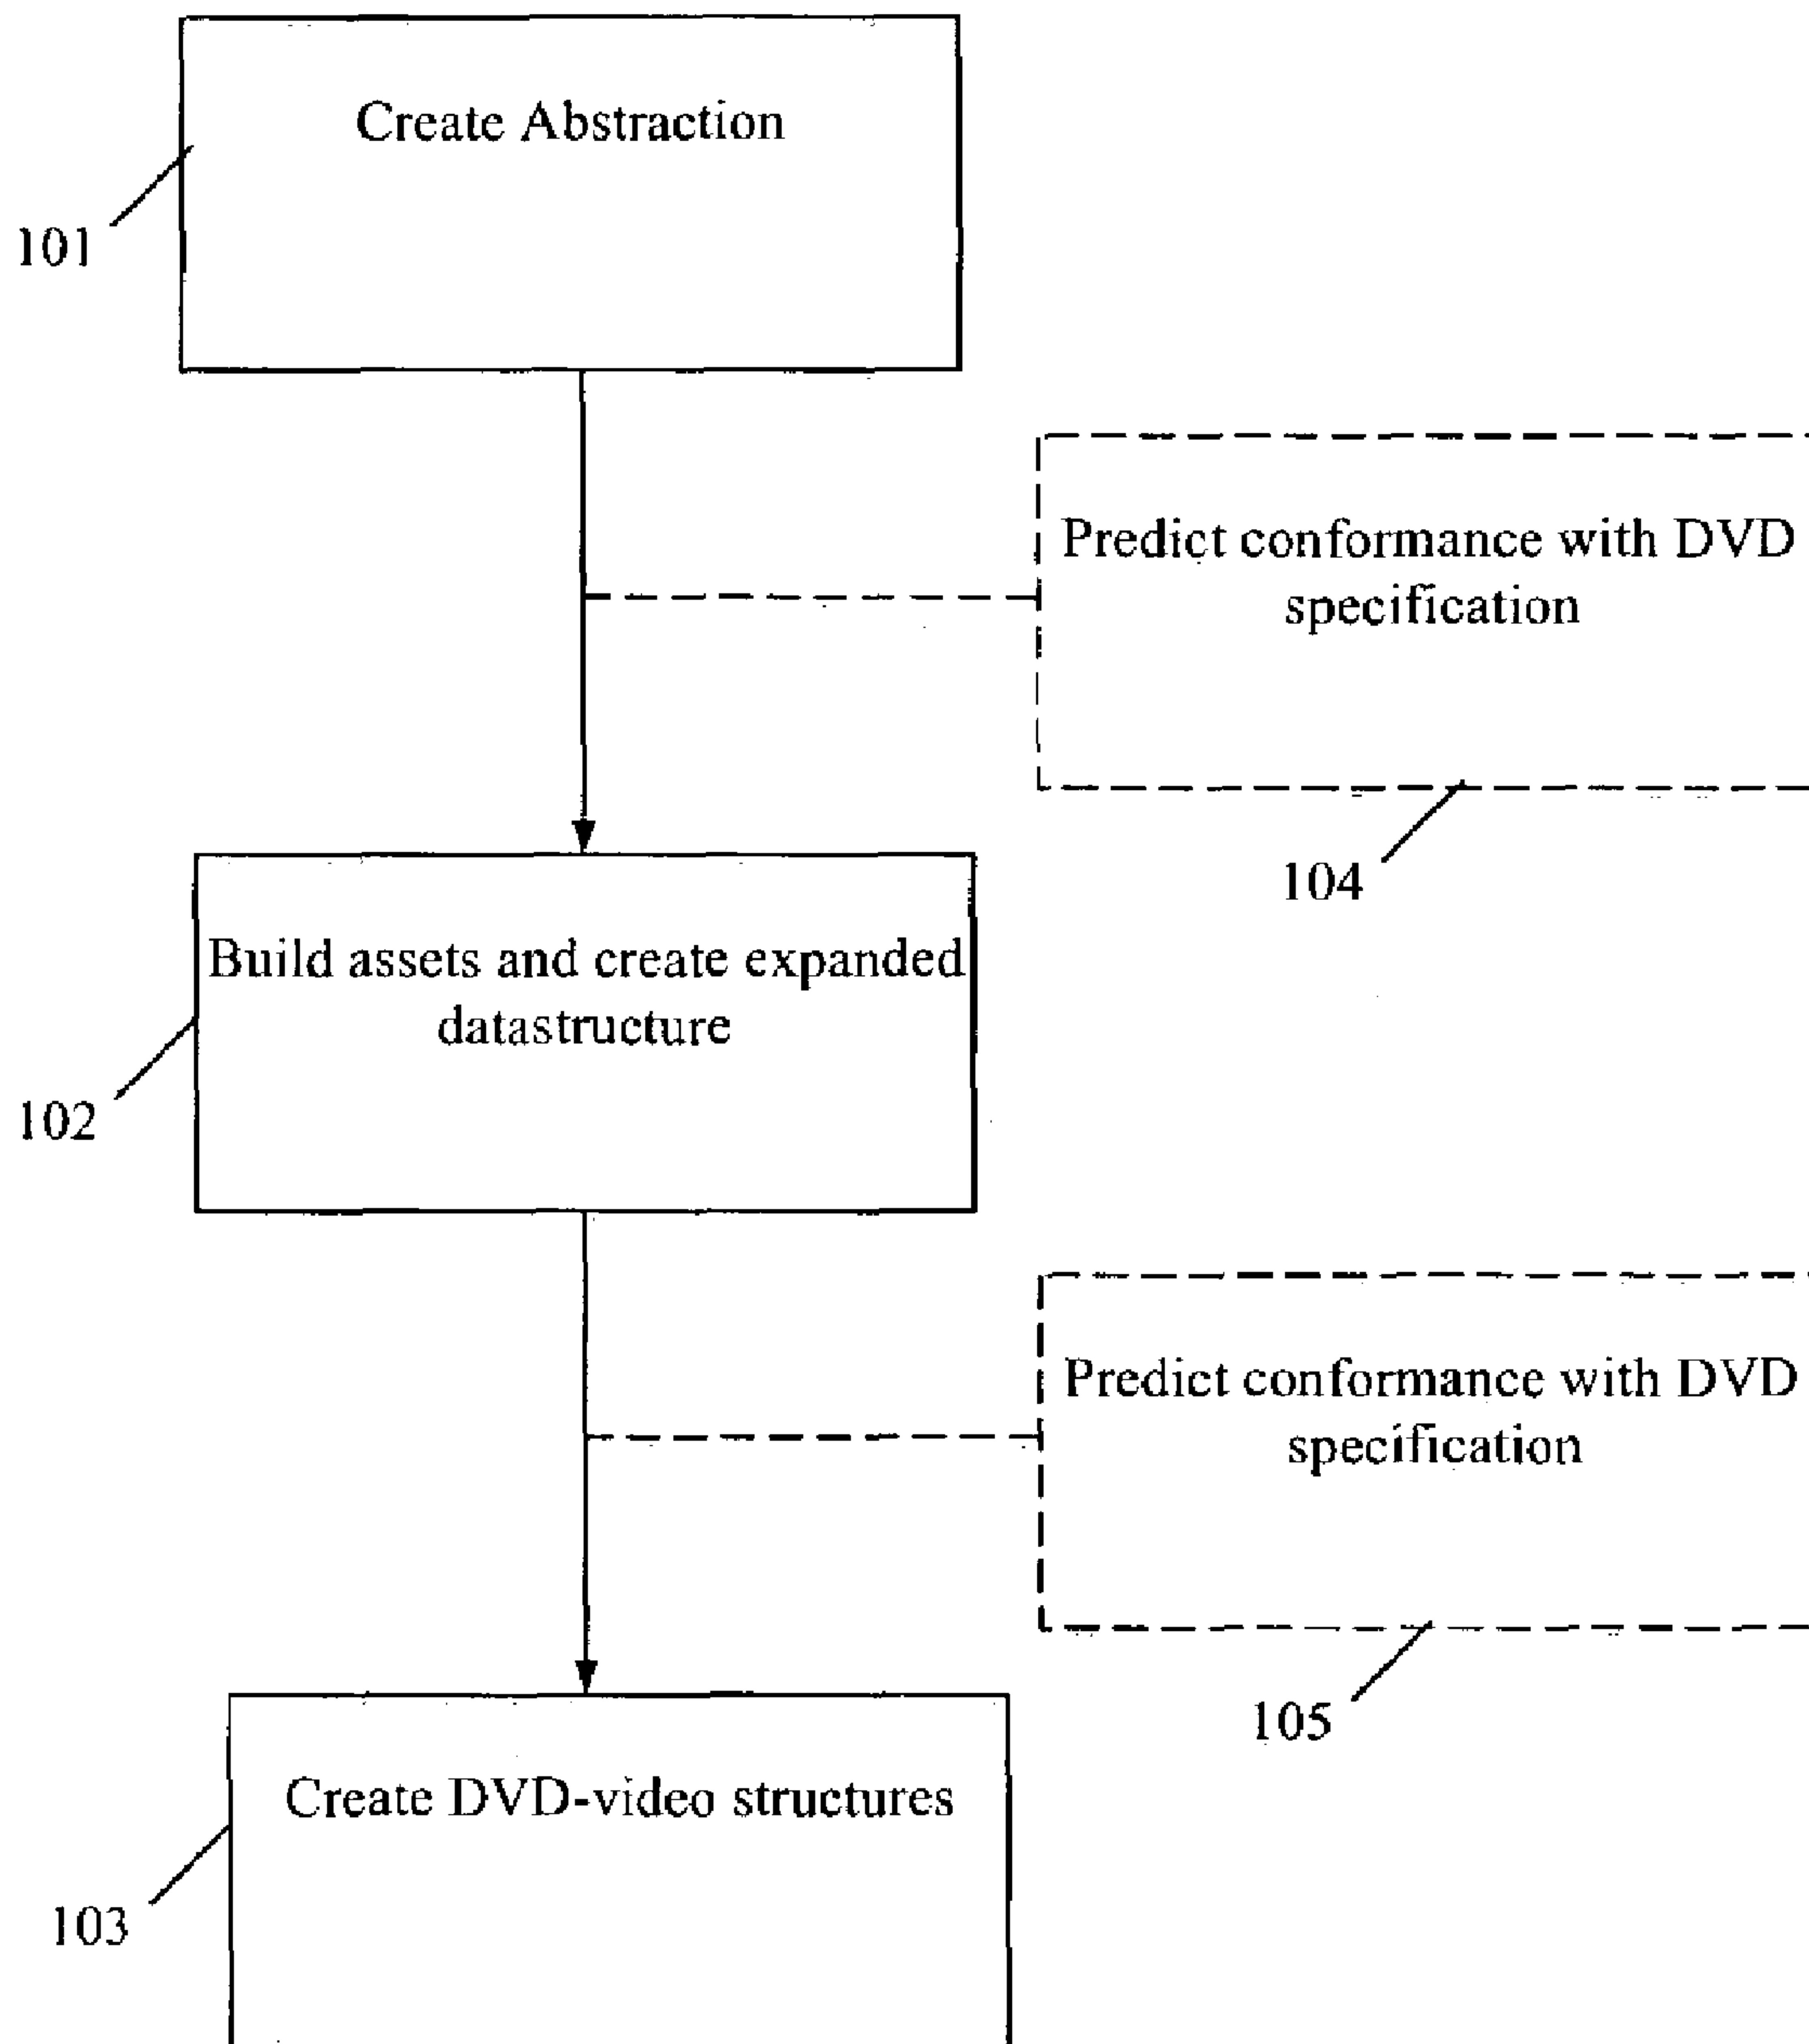 Create Abstraction
101
Predict conformance with DVD
specification
104
Build assets and create expanded
datastructure
102
Predict conformance with DVD
specification
105
Create DVD-video structures
103